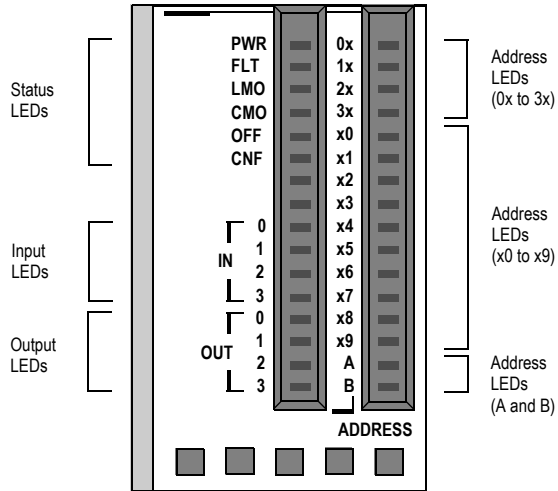 Status
LEDs
Input
LEDs
Output
LEDs
PWR
FLT
LMO
CMO
OFF
CNF
IN
0
1
2
3
OUT
0
1
2
3
0x
1x
2x
3x
x0
x1
x2
x3
x4
x5
x6
x7
x8
x9
A
B
ADDRESS
Address
LEDs
(0x to 3x)
Address
LEDs
(x0 to x9)
Address
LEDs
(A and B)